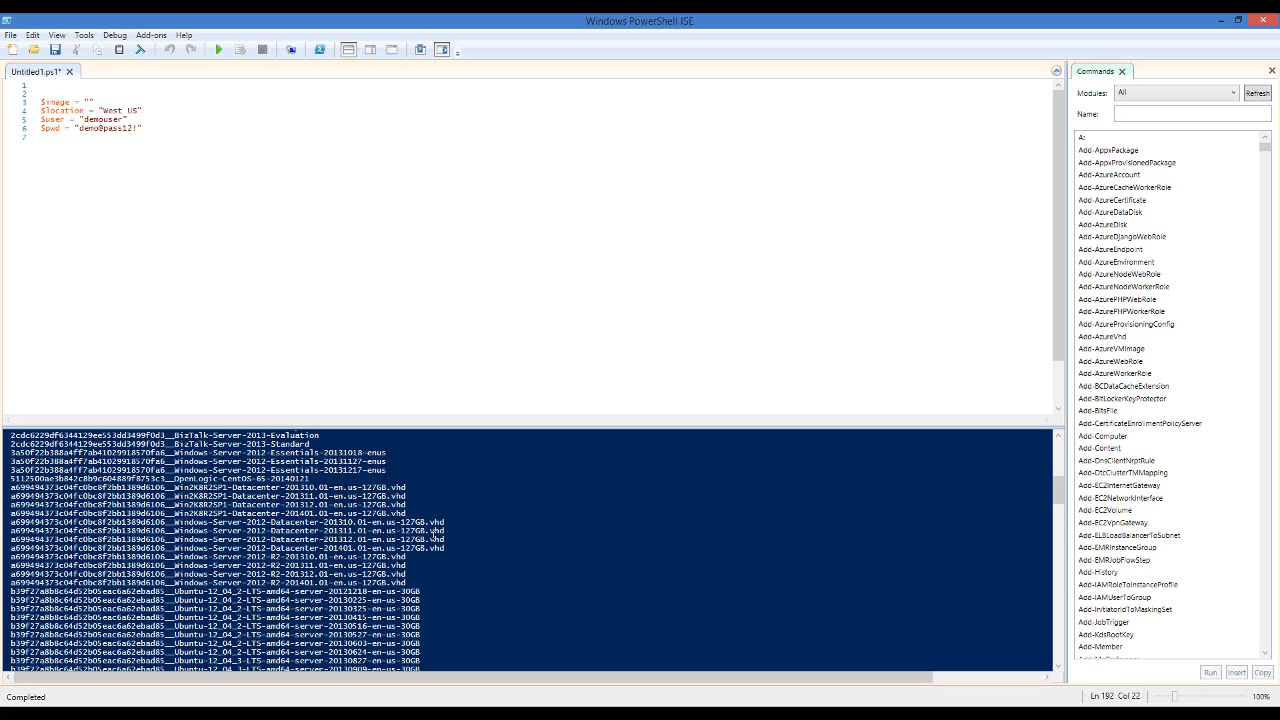 Windows PowerShell ISE
File Edit View Tools Debug Add-ons Help
Untitled1.ps1*
1
2
3 $image = ""
4 $location = "West US"
5 $user = "demouser"
6 $pwd = "demo@pass12!"
7
2cdc6229df6344129ee553dd3499f0d3__BizTalk-Server-2013-Evaluation
2cdc6229df6344129ee553dd3499f0d3__BizTalk-Server-2013-Standard
3a50f22b388a4ff7ab41029918570fa6__Windows-Server-2012-Essentials-20131018-enus
3a50f22b388a4ff7ab41029918570fa6__Windows-Server-2012-Essentials-20131127-enus
3a50f22b388a4ff7ab41029918570fa6__Windows-Server-2012-Essentials-20131217-enus
5112500ae3b842c8b9c604889f8753c3__OpenLogic-CentOS-65-20140121
a699494373c04fc0bc8f2bb1389d6106__Win2K8R2SP1-Datacenter-201310.01-en.us-127GB.vhd
a699494373c04fc0bc8f2bb1389d6106__Win2K8R2SP1-Datacenter-201311.01-en.us-127GB.vhd
a699494373c04fc0bc8f2bb1389d6106__Win2K8R2SP1-Datacenter-201312.01-en.us-127GB.vhd
a699494373c04fc0bc8f2bb1389d6106__Win2K8R2SP1-Datacenter-201401.01-en.us-127GB.vhd
a699494373c04fc0bc8f2bb1389d6106__Windows-Server-2012-Datacenter-201310.01-en.us-127GB.vhd
a699494373c04fc0bc8f2bb1389d6106__Windows-Server-2012-Datacenter-201311.01-en.us-127GB.vhd
a699494373c04fc0bc8f2bb1389d6106__Windows-Server-2012-Datacenter-201312.01-en.us-127GB.vhd
a699494373c04fc0bc8f2bb1389d6106__Windows-Server-2012-Datacenter-201401.01-en.us-127GB.vhd
a699494373c04fc0bc8f2bb1389d6106__Windows-Server-2012-R2-201310.01-en.us-127GB.vhd
a699494373c04fc0bc8f2bb1389d6106__Windows-Server-2012-R2-201311.01-en.us-127GB.vhd
a699494373c04fc0bc8f2bb1389d6106__Windows-Server-2012-R2-201312.01-en.us-127GB.vhd
a699494373c04fc0bc8f2bb1389d6106__Windows-Server-2012-R2-201401.01-en.us-127GB.vhd
b39f27a8b8c64d52b05eac6a62ebad85__Ubuntu-12_04_2-LTS-amd64-server-20121218-en-us-30GB
b39f27a8b8c64d52b05eac6a62ebad85__Ubuntu-12_04_2-LTS-amd64-server-20130225-en-us-30GB
b39f27a8b8c64d52b05eac6a62ebad85__Ubuntu-12_04_2-LTS-amd64-server-20130415-en-us-30GB
b39f27a8b8c64d52b05eac6a62ebad85__Ubuntu-12_04_2-LTS-amd64-server-20130516-en-us-30GB
b39f27a8b8c64d52b05eac6a62ebad85__Ubuntu-12_04_2-LTS-amd64-server-20130527-en-us-30GB
b39f27a8b8c64d52b05eac6a62ebad85__Ubuntu-12_04_2-LTS-amd64-server-20130603-en-us-30GB
b39f27a8b8c64d52b05eac6a62ebad85__Ubuntu-12_04_2-LTS-amd64-server-20130624-en-us-30GB
b39f27a8b8c64d52b05eac6a62ebad85__Ubuntu-12_04_3-LTS-amd64-server-20130827-en-us-30GB
b39f27a8b8c64d52b05eac6a62ebad85__Ubuntu-12_04_3-LTS-amd64-server-20130909-en-us-30GB
Completed
Ln 192 Col 22
100%
Commands
Modules: All Refresh
Name:
A:
Add-AppxPackage
Add-AppxProvisionedPackage
Add-AzureAccount
Add-AzureCacheWorkerRole
Add-AzureCertificate
Add-AzureDataDisk
Add-AzureDisk
Add-AzureDjangoWebRole
Add-AzureEndpoint
Add-AzureEnvironment
Add-AzureNodeWebRole
Add-AzureNodeWorkerRole
Add-AzurePHPWebRole
Add-AzurePHPWorkerRole
Add-AzureProvisioningConfig
Add-AzureVhd
Add-AzureVMImage
Add-AzureWebRole
Add-AzureWorkerRole
Add-BCDataCacheExtension
Add-BitLockerKeyProtector
Add-BitsFile
Add-CertificateEnrollmentPolicyServer
Add-Computer
Add-Content
Add-DnsClientNrptRule
Add-DtcClusterTMMapping
Add-EC2InternetGateway
Add-EC2NetworkInterface
Add-EC2Volume
Add-EC2VpnGateway
Add-ELBLoadBalancerToSubnet
Add-EMRInstanceGroup
Add-EMRJobFlowStep
Add-History
Add-IAMRoleToInstanceProfile
Add-IAMUserToGroup
Add-InitiatorIdToMaskingSet
Add-JobTrigger
Add-KdsRootKey
Add-Member
Run Insert Copy